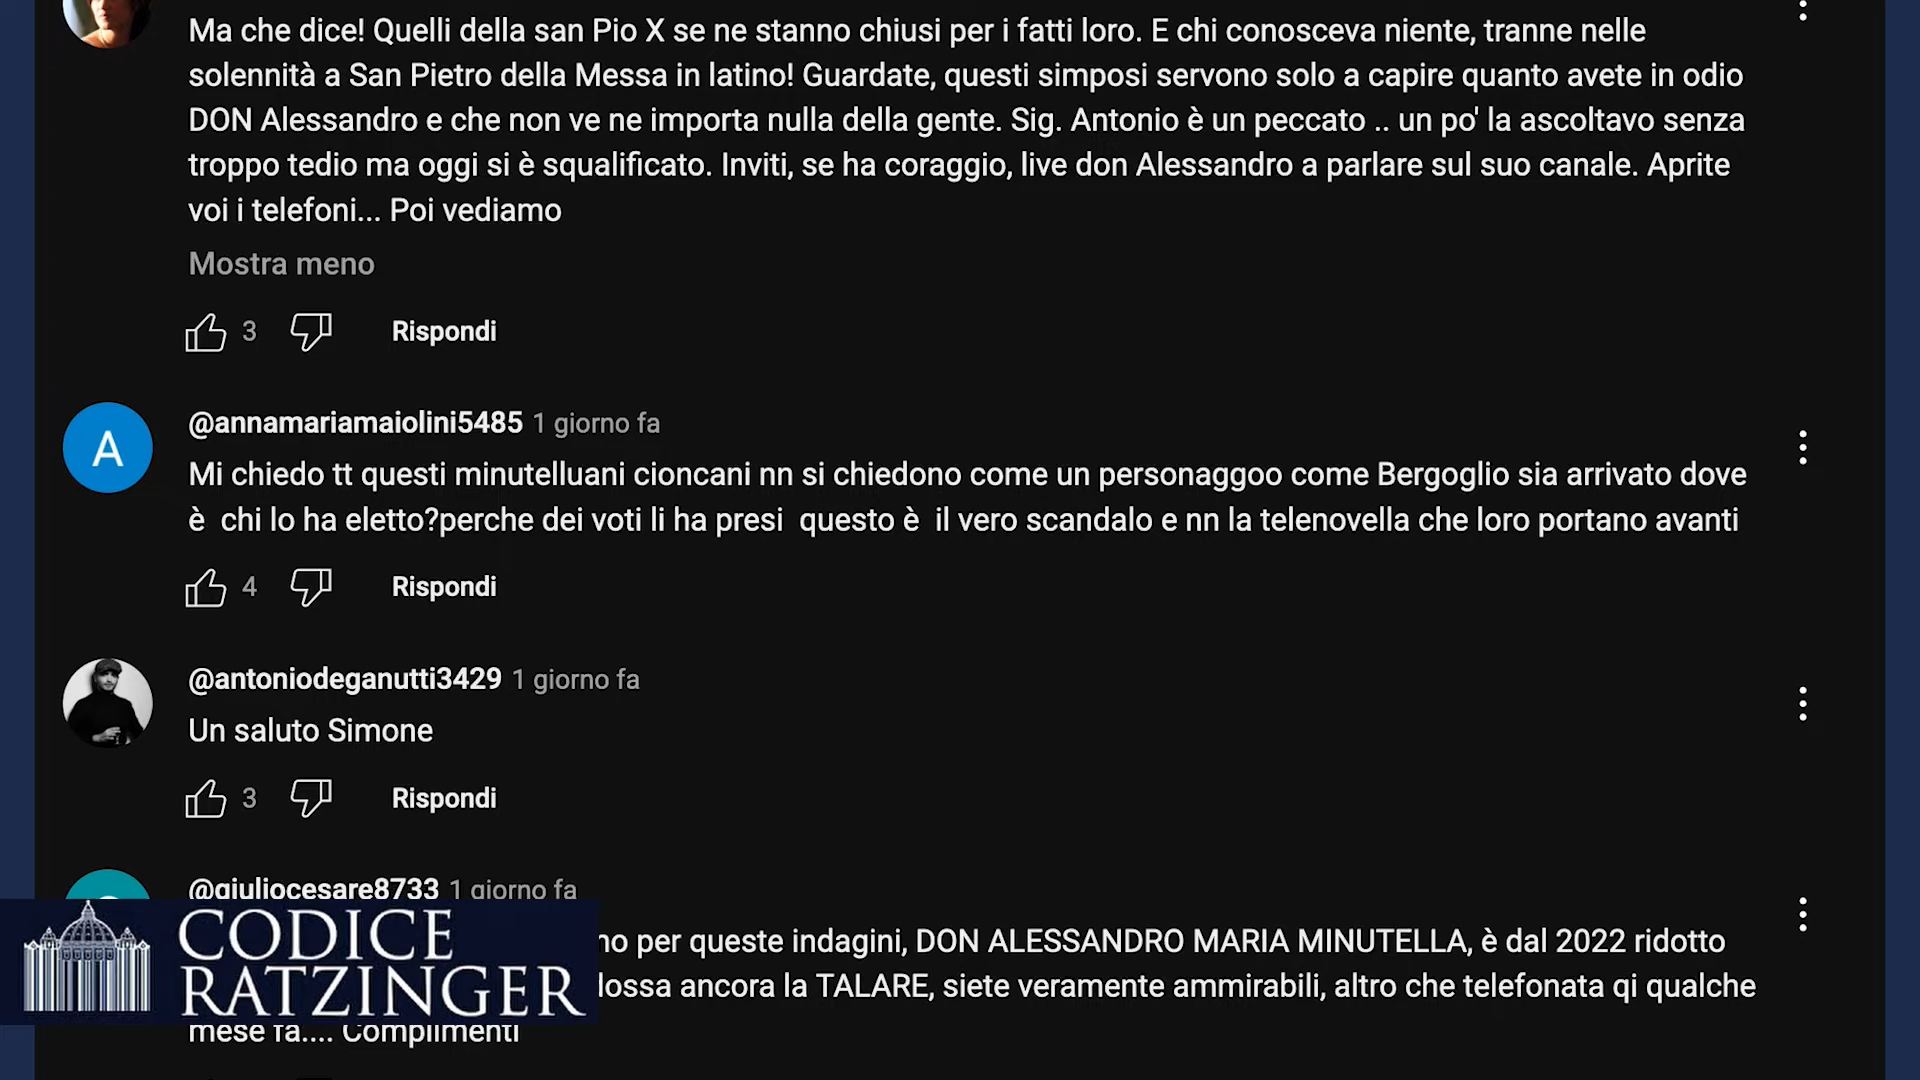 Ma che dice! Quelli della san Pio X se ne stanno chiusi per i fatti loro. E chi conosceva niente, tranne nelle
solennità a San Pietro della Messa in latino! Guardate, questi simposi servono solo a capire quanto avete in odio
DON Alessandro e che non ve ne importa nulla della gente. Sig. Antonio è un peccato .. un po' la ascoltavo senza
troppo tedio ma oggi si è squalificato. Inviti, se ha coraggio, live don Alessandro a parlare sul suo canale. Aprite
voi i telefoni... Poi vediamo
Mostra meno
3 Rispondi
A
@annamariamaiolini5485 1 giorno fa
Mi chiedo tt questi minutelluani cioncani nn si chiedono come un personaggoo come Bergoglio sia arrivato dove
è  chi lo ha eletto?perche dei voti li ha presi  questo è  il vero scandalo e nn la telenovella che loro portano avanti
4 Rispondi
@antoniodeganutti3429 1 giorno fa
Un saluto Simone
3 Rispondi
@giuliocesare8733 1 giorno fa
per queste indagini, DON ALESSANDRO MARIA MINUTELLA, è dal 2022 ridotto
ancora la TALARE, siete veramente ammirabili, altro che telefonata qi qualche
mese fa.... Complimenti
CODICE
RATZINGER